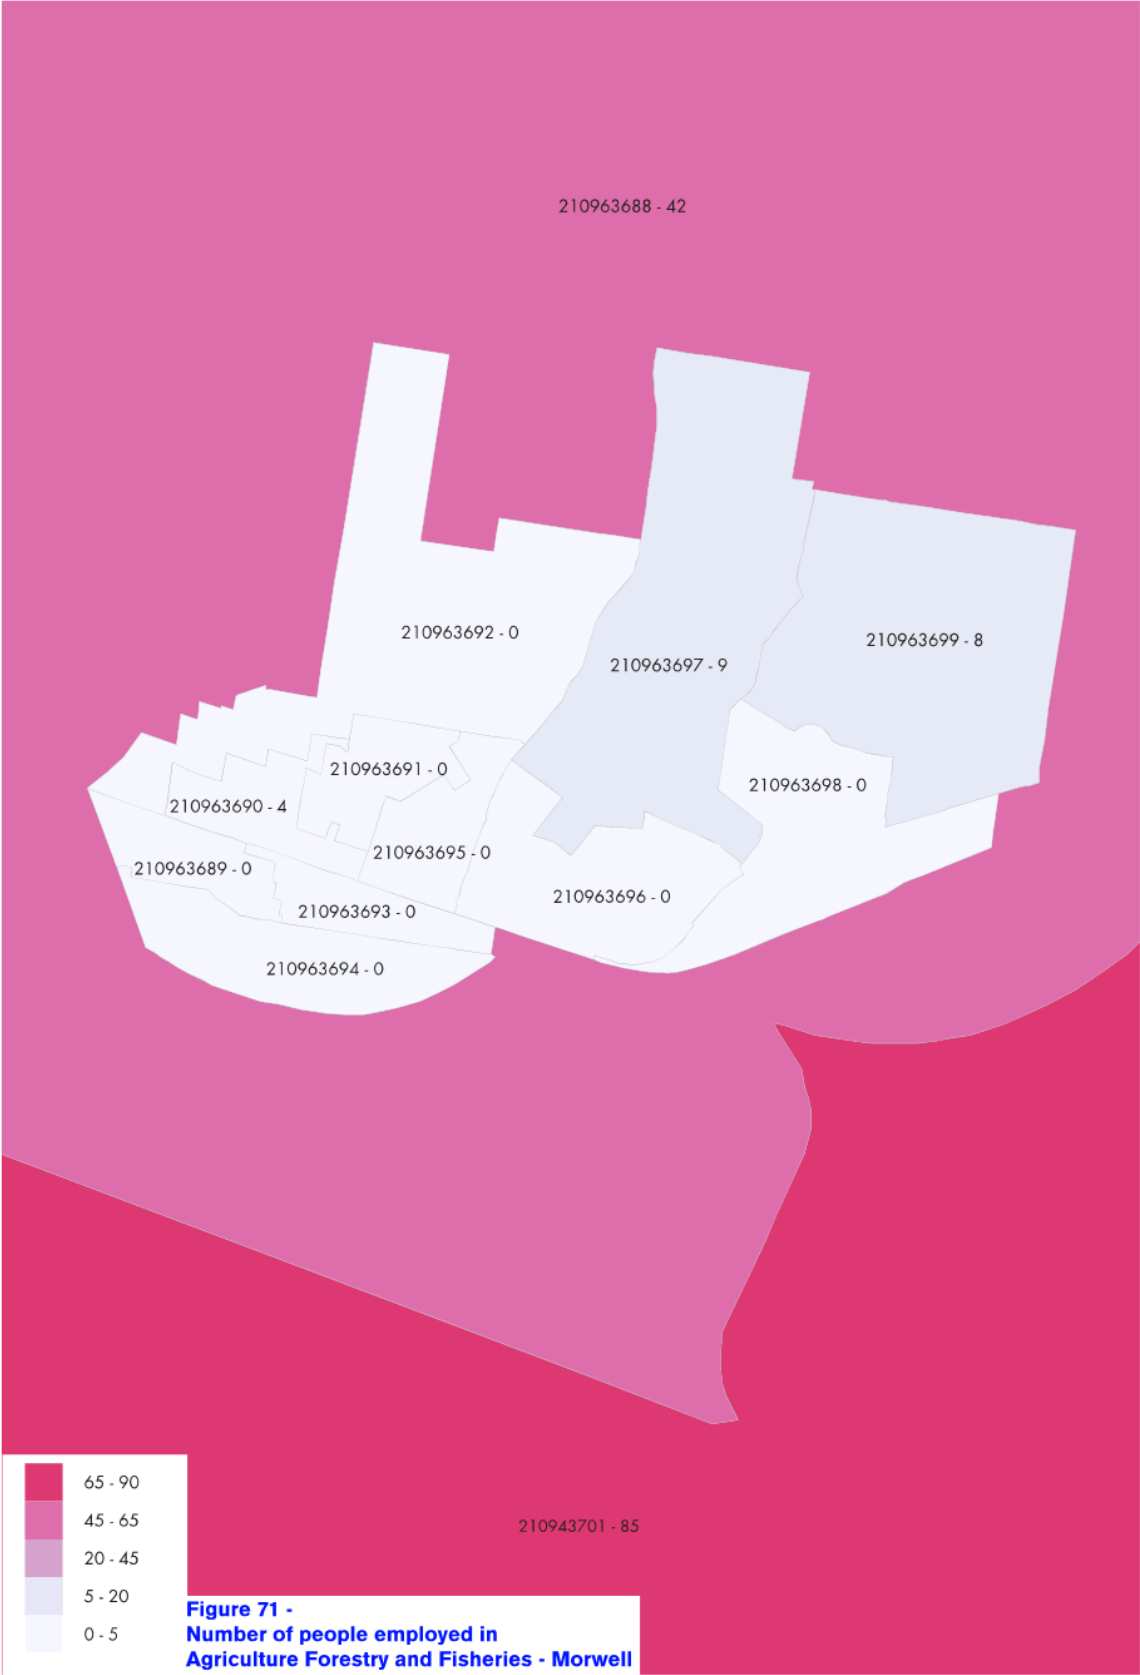 210963688 - 42
210963692 - 0
210963699 - 8
210963697 - 9
210963691 - 0
210963698 - 0
210963690 - 4
210963695 - 0
210963689 - 0
210963696 - 0
210963693 - 0
210963694 - 0
65 - 90
45 - 65
210943701 - 85
20 - 45
5 - 20
0 - 5
Figure 71 -
Number of people employed in
Agriculture Forestry and Fisheries - Morwell